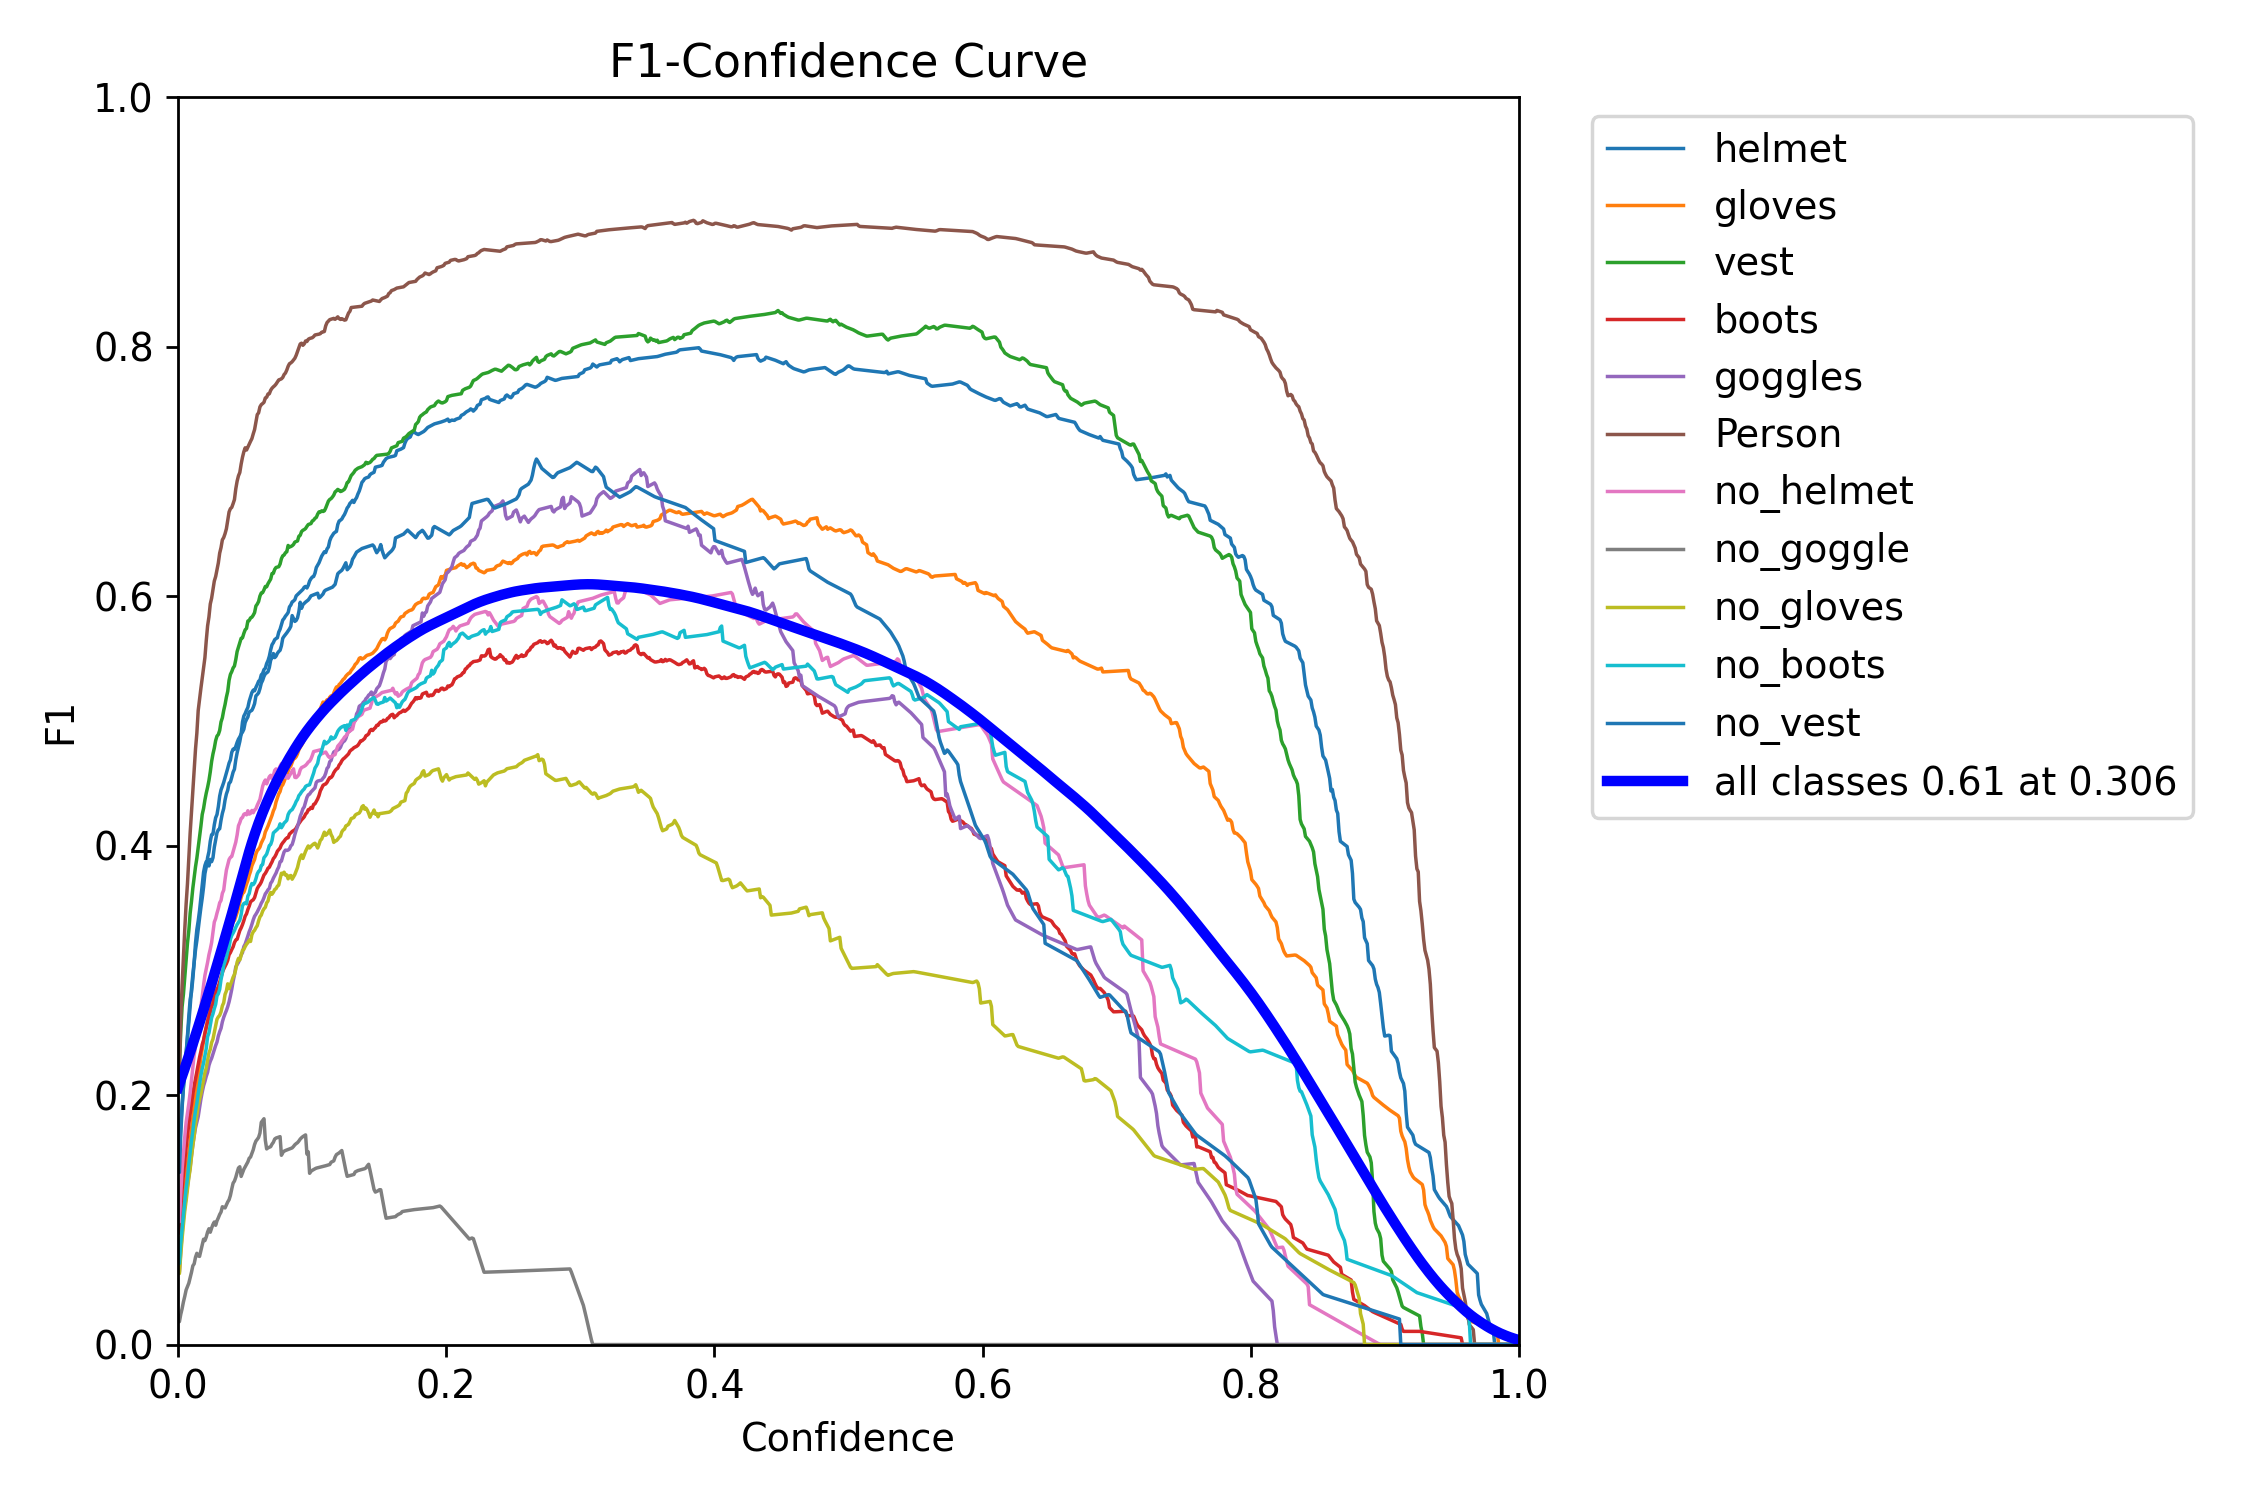 F1-Confidence Curve
1.0
0.8
0.6
0.4
0.2
0.0
F1
0.0 0.2 0.4 0.6 0.8 1.0
Confidence
helmet
gloves
vest
boots
goggles
Person
no_helmet
no_goggle
no_gloves
no_boots
no_vest
all classes 0.61 at 0.306